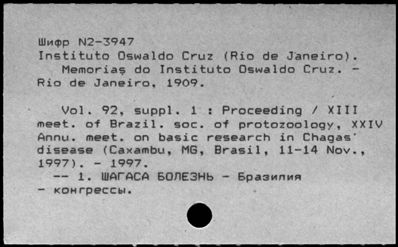 Шифр N2-3947
Instituto Oswaldo Cruz (Rio de Janeiro).
Memorias do Instituto Oswaldo Cruz. -
Rio de Janeiro, 1909.
Vol. 92, suppl. 1 : Proceeding / XIII
meet. of Brazil. soc. of protozoology, XXIV
Annu. meet. on basic research in Chagas'
disease (Caxambu, MG, Brasil, 11-14 Nov.,
1997). - 1997.
-- 1. ШАГАСА БОЛЕЗНЬ - Бразилия
- конгрессы.